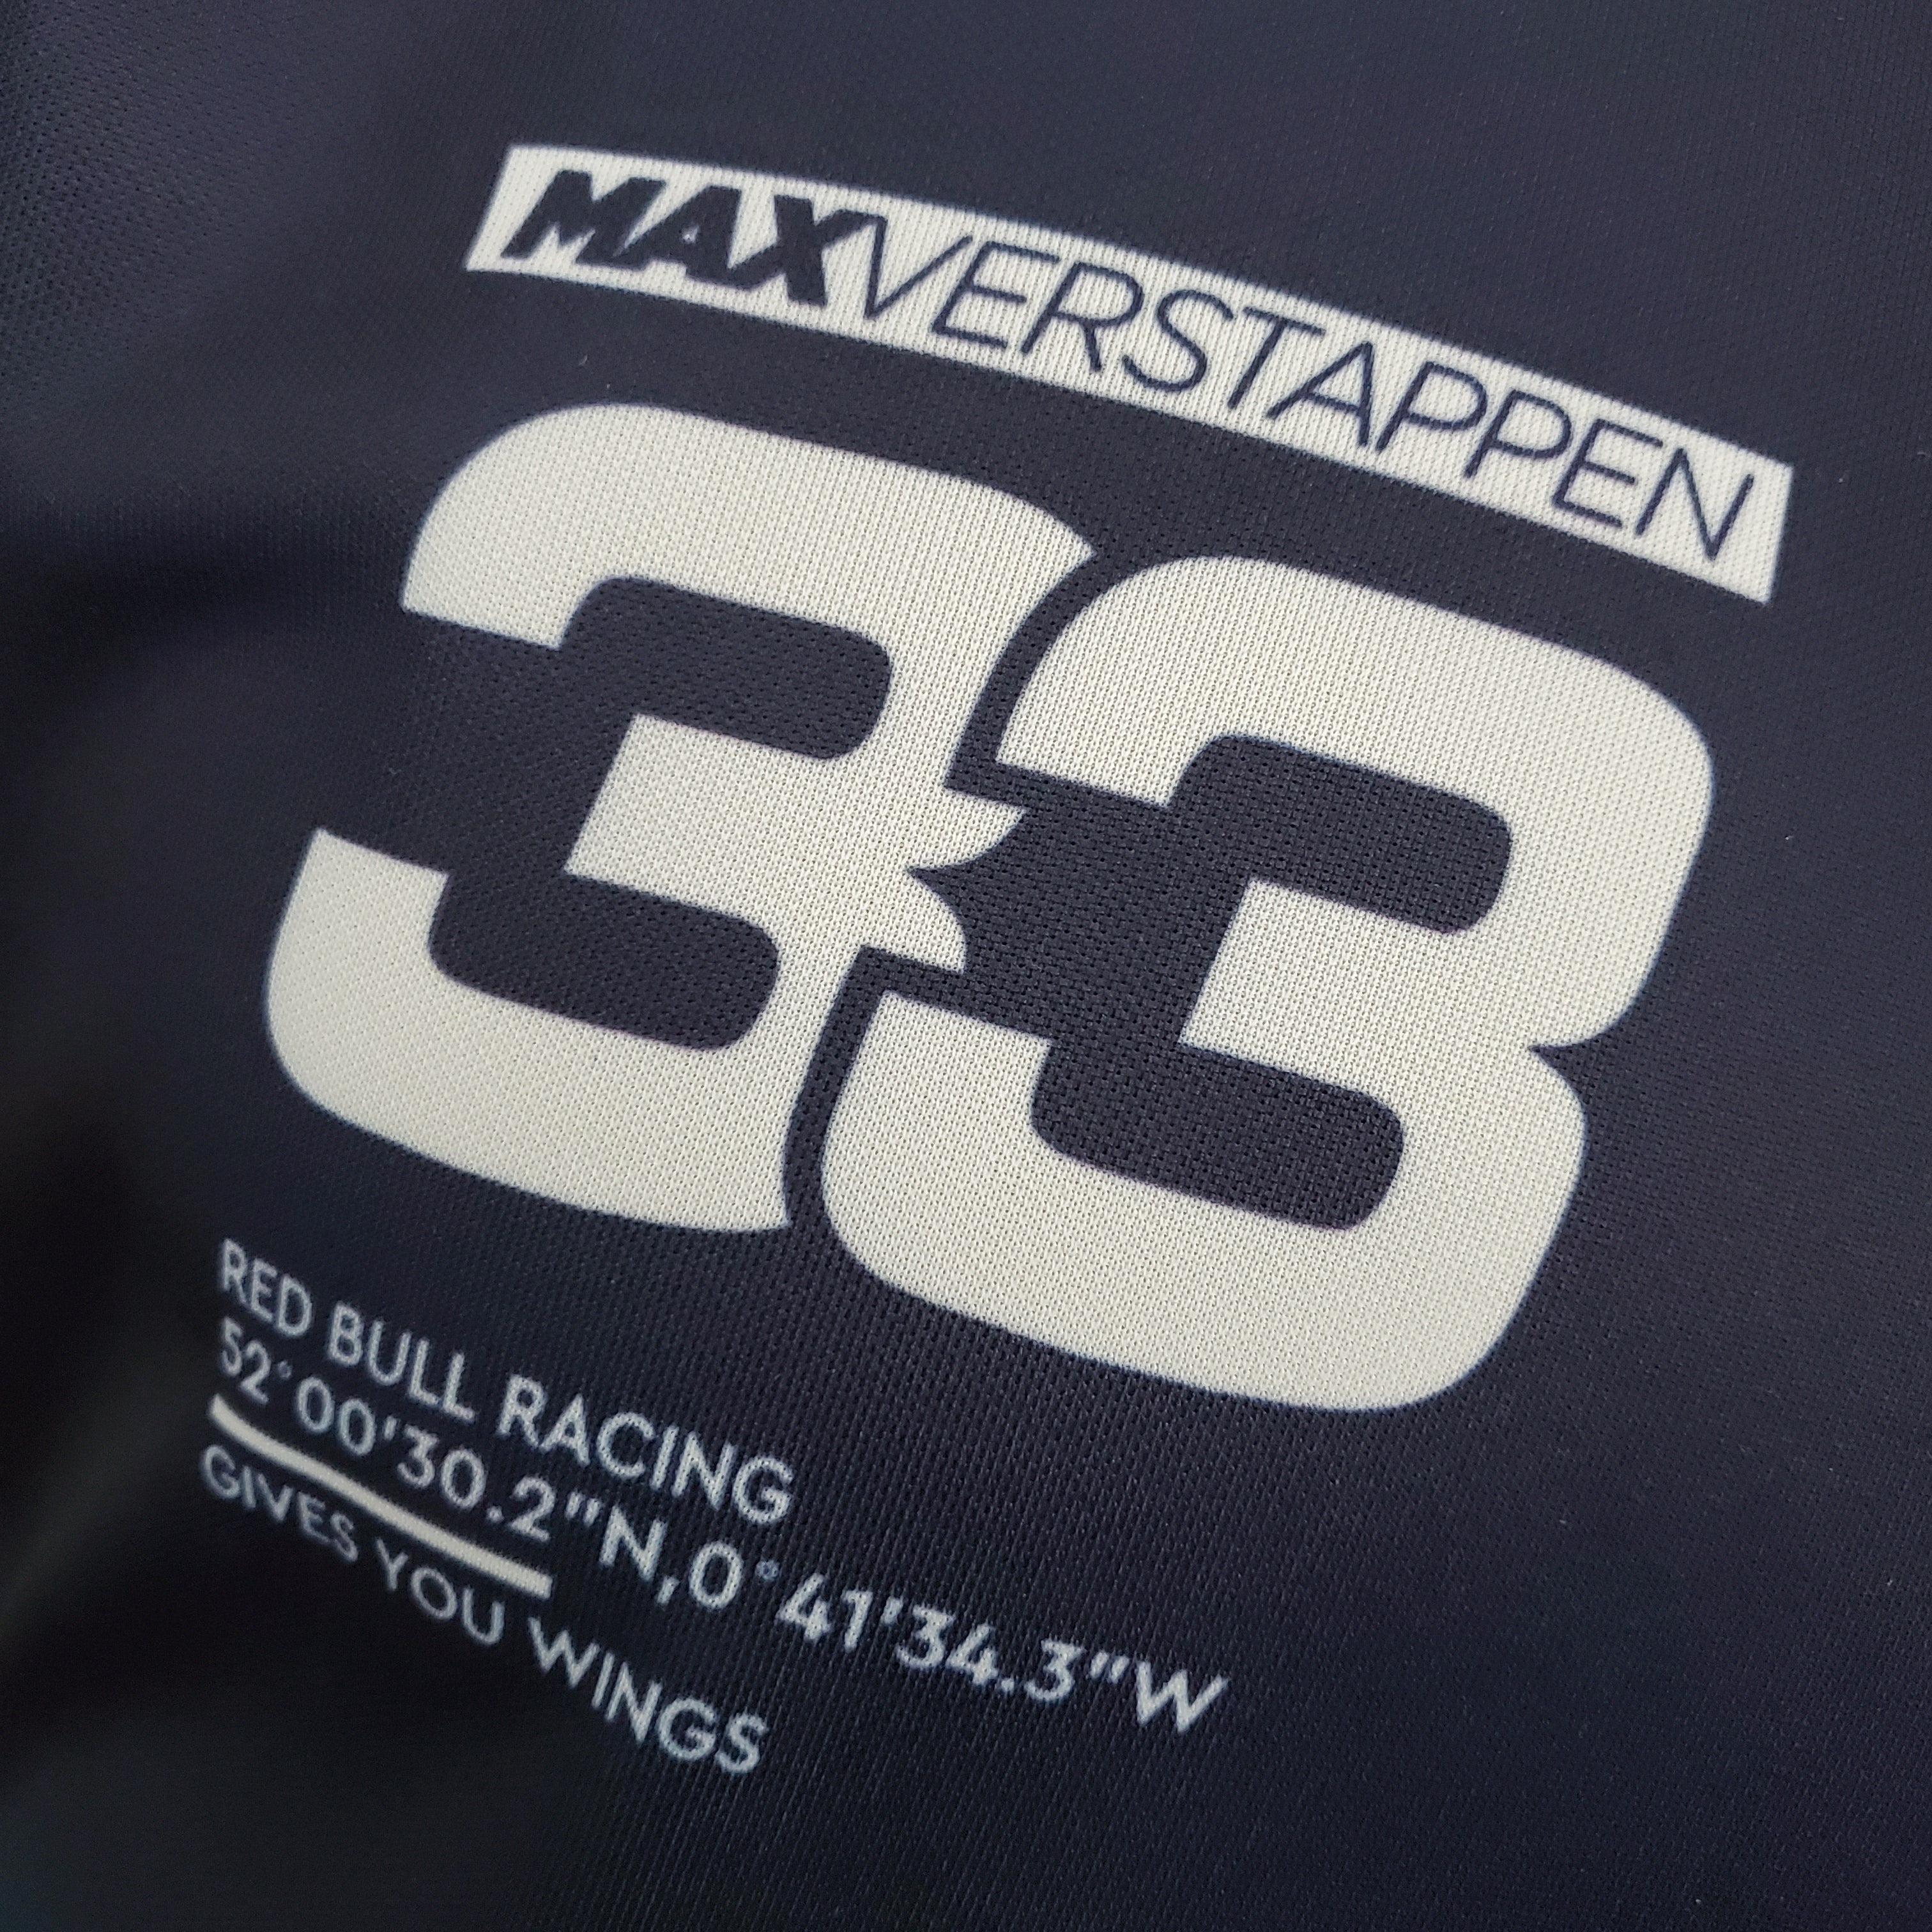 MAXVERSTAPPEN
33
RED BULL RACING
52°00'30.2"N,0°41'34.3"W
GIVES YOU WINGS